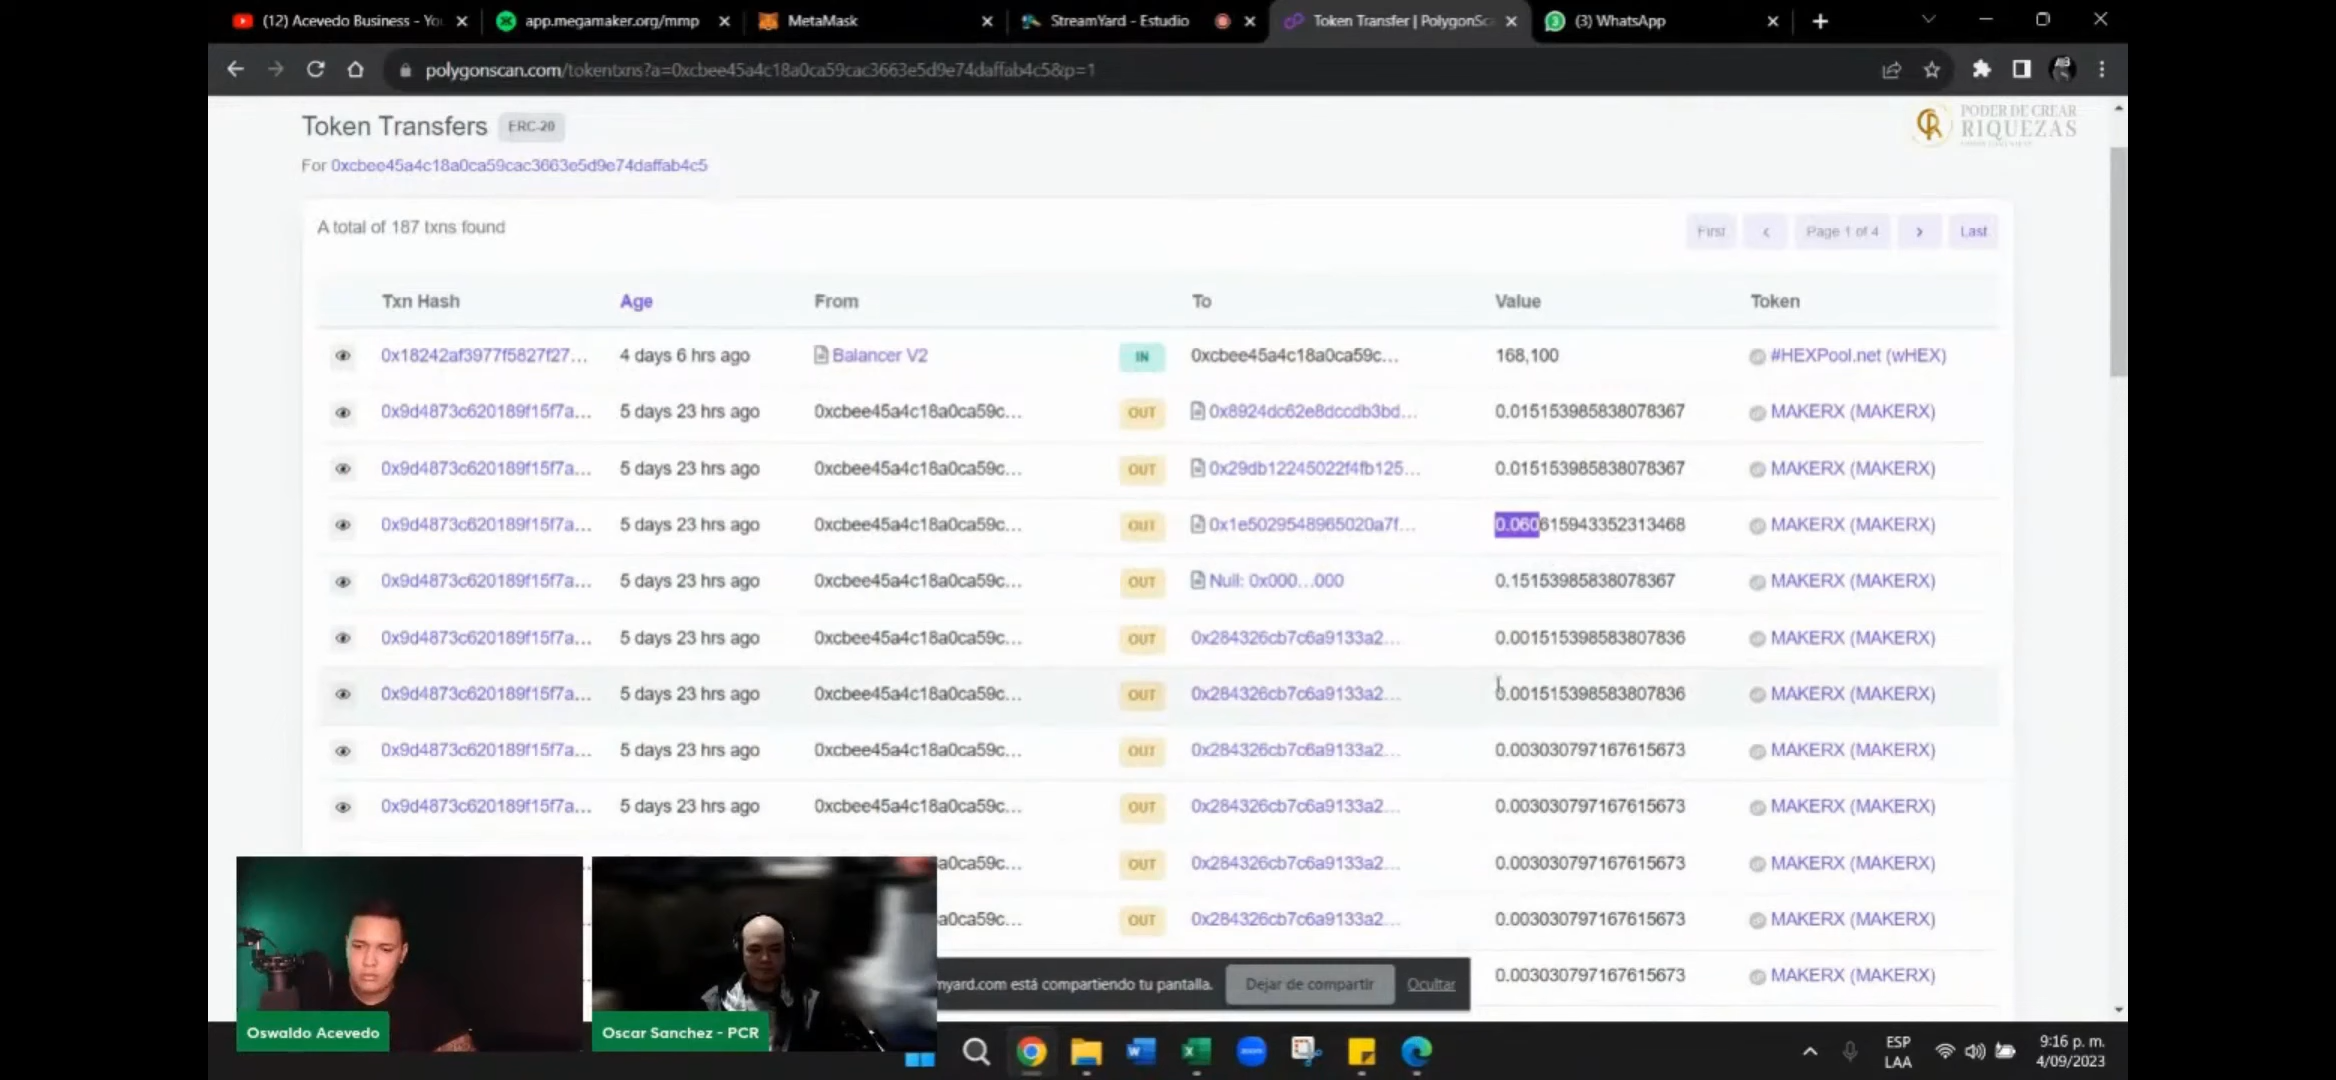 (12) Acevedo Business - Yo
app.megamaker.org/mmp
MetaMask
StreamYard - Estudio
Token Transfer | PolygonSc
(3) WhatsApp
polygonscan.com/tokentxns?a=0xcbee45a4c18a0ca59cac3663e5d9e74daffab4c5&p=1
Token Transfers ERC-20
PODER DE CREAR
RIQUEZAS
For 0xcbee45a4c18a0ca59cac3663e5d9e74daffab4c5
A total of 187 txns found
First < Page 1 of 4 > Last
Txn Hash Age From To Value Token
0x18242af3977f5827f27... 4 days 6 hrs ago Balancer V2 IN 0xcbee45a4c18a0ca59c... 168,100 #HEXPool.net (wHEX)
0x9d4873c620189f15f7a... 5 days 23 hrs ago 0xcbee45a4c18a0ca59c... OUT 0x8924dc62e8dccdb3bd... 0.015153985838078367 MAKERX (MAKERX)
0x9d4873c620189f15f7a... 5 days 23 hrs ago 0xcbee45a4c18a0ca59c... OUT 0x29db12245022f4fb125... 0.015153985838078367 MAKERX (MAKERX)
0x9d4873c620189f15f7a... 5 days 23 hrs ago 0xcbee45a4c18a0ca59c... OUT 0x1e5029548965020a7f... 0.060615943352313468 MAKERX (MAKERX)
0x9d4873c620189f15f7a... 5 days 23 hrs ago 0xcbee45a4c18a0ca59c... OUT Null: 0x000...000 0.15153985838078367 MAKERX (MAKERX)
0x9d4873c620189f15f7a... 5 days 23 hrs ago 0xcbee45a4c18a0ca59c... OUT 0x284326cb7c6a9133a2... 0.001515398583807836 MAKERX (MAKERX)
0x9d4873c620189f15f7a... 5 days 23 hrs ago 0xcbee45a4c18a0ca59c... OUT 0x284326cb7c6a9133a2... 0.001515398583807836 MAKERX (MAKERX)
0x9d4873c620189f15f7a... 5 days 23 hrs ago 0xcbee45a4c18a0ca59c... OUT 0x284326cb7c6a9133a2... 0.003030797167615673 MAKERX (MAKERX)
0x9d4873c620189f15f7a... 5 days 23 hrs ago 0xcbee45a4c18a0ca59c... OUT 0x284326cb7c6a9133a2... 0.003030797167615673 MAKERX (MAKERX)
a0ca59c... OUT 0x284326cb7c6a9133a2... 0.003030797167615673 MAKERX (MAKERX)
a0ca59c... OUT 0x284326cb7c6a9133a2... 0.003030797167615673 MAKERX (MAKERX)
0.003030797167615673 MAKERX (MAKERX)
myard.com está compartiendo tu pantalla. Dejar de compartir Ocultar
Oswaldo Acevedo
Oscar Sanchez - PCR
ESP
LAA
9:16 p. m.
4/09/2023